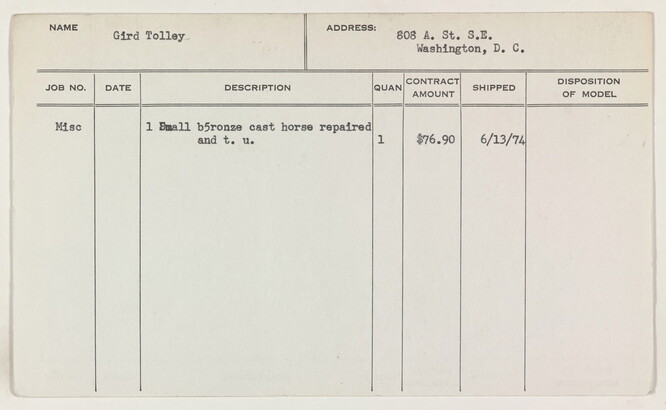 NAME Gird Tolley ADDRESS: 808 A. St. S.E.
Washington, D. C.
JOB NO. DATE DESCRIPTION QUAN CONTRACT AMOUNT SHIPPED DISPOSITION OF MODEL
Misc 1 Small b5ronze cast horse repaired
and t. u. 1 $76.90 6/13/74